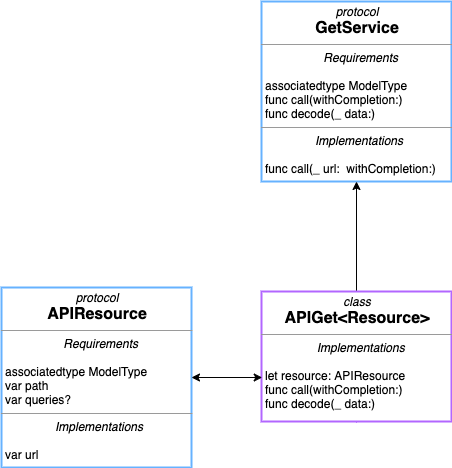 protocol
GetService
Requirements
associatedtype ModelType
func call(withCompletion:)
func decode(_ data:)
Implementations
func call(_ url:  withCompletion:)
protocol
APIResource
Requirements
associatedtype ModelType
var path
var queries?
Implementations
var url
class
APIGet<Resource>
Implementations
let resource: APIResource
func call(withCompletion:)
func decode(_ data:)